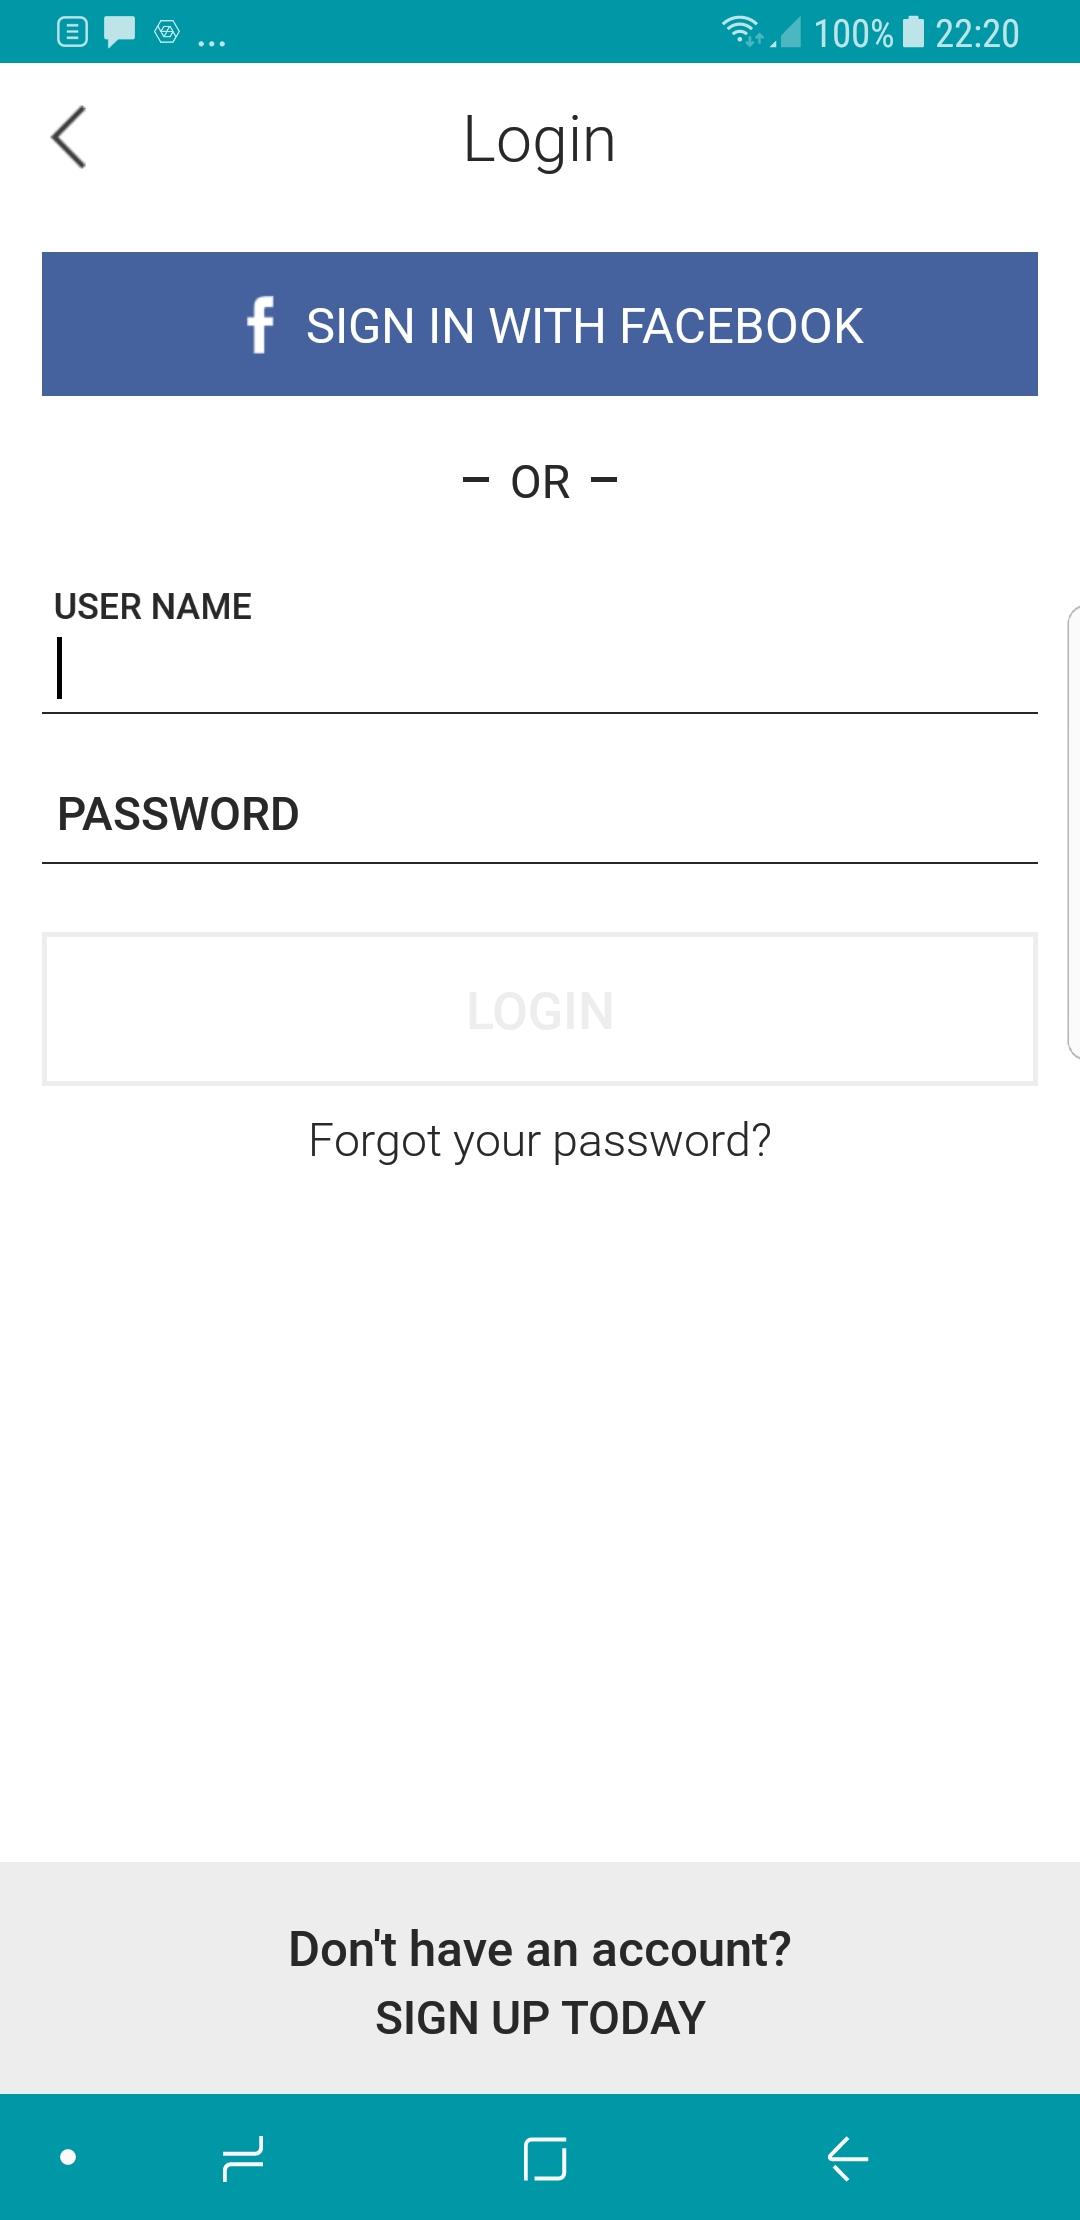 ... 100% 22:20
Login
f SIGN IN WITH FACEBOOK
– OR –
USER NAME
PASSWORD
LOGIN
Forgot your password?
Don't have an account?
SIGN UP TODAY